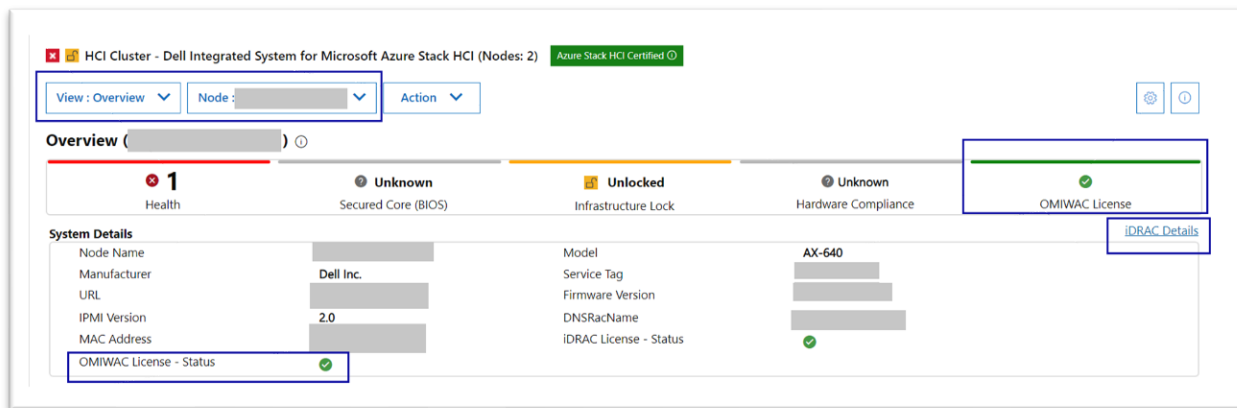 HCI Cluster - Dell Integrated System for Microsoft Azure Stack HCI (Nodes: 2) Azure Stack HCI Certified
View : Overview Node : Action
Overview ( )
1 Unknown Unlocked Unknown
Health Secured Core (BIOS) Infrastructure Lock Hardware Compliance OMIWAC License
System Details iDRAC Details
Node Name Model AX-640
Manufacturer Dell Inc. Service Tag
URL Firmware Version
IPMI Version 2.0 DNSRacName
MAC Address iDRAC License - Status
OMIWAC License - Status